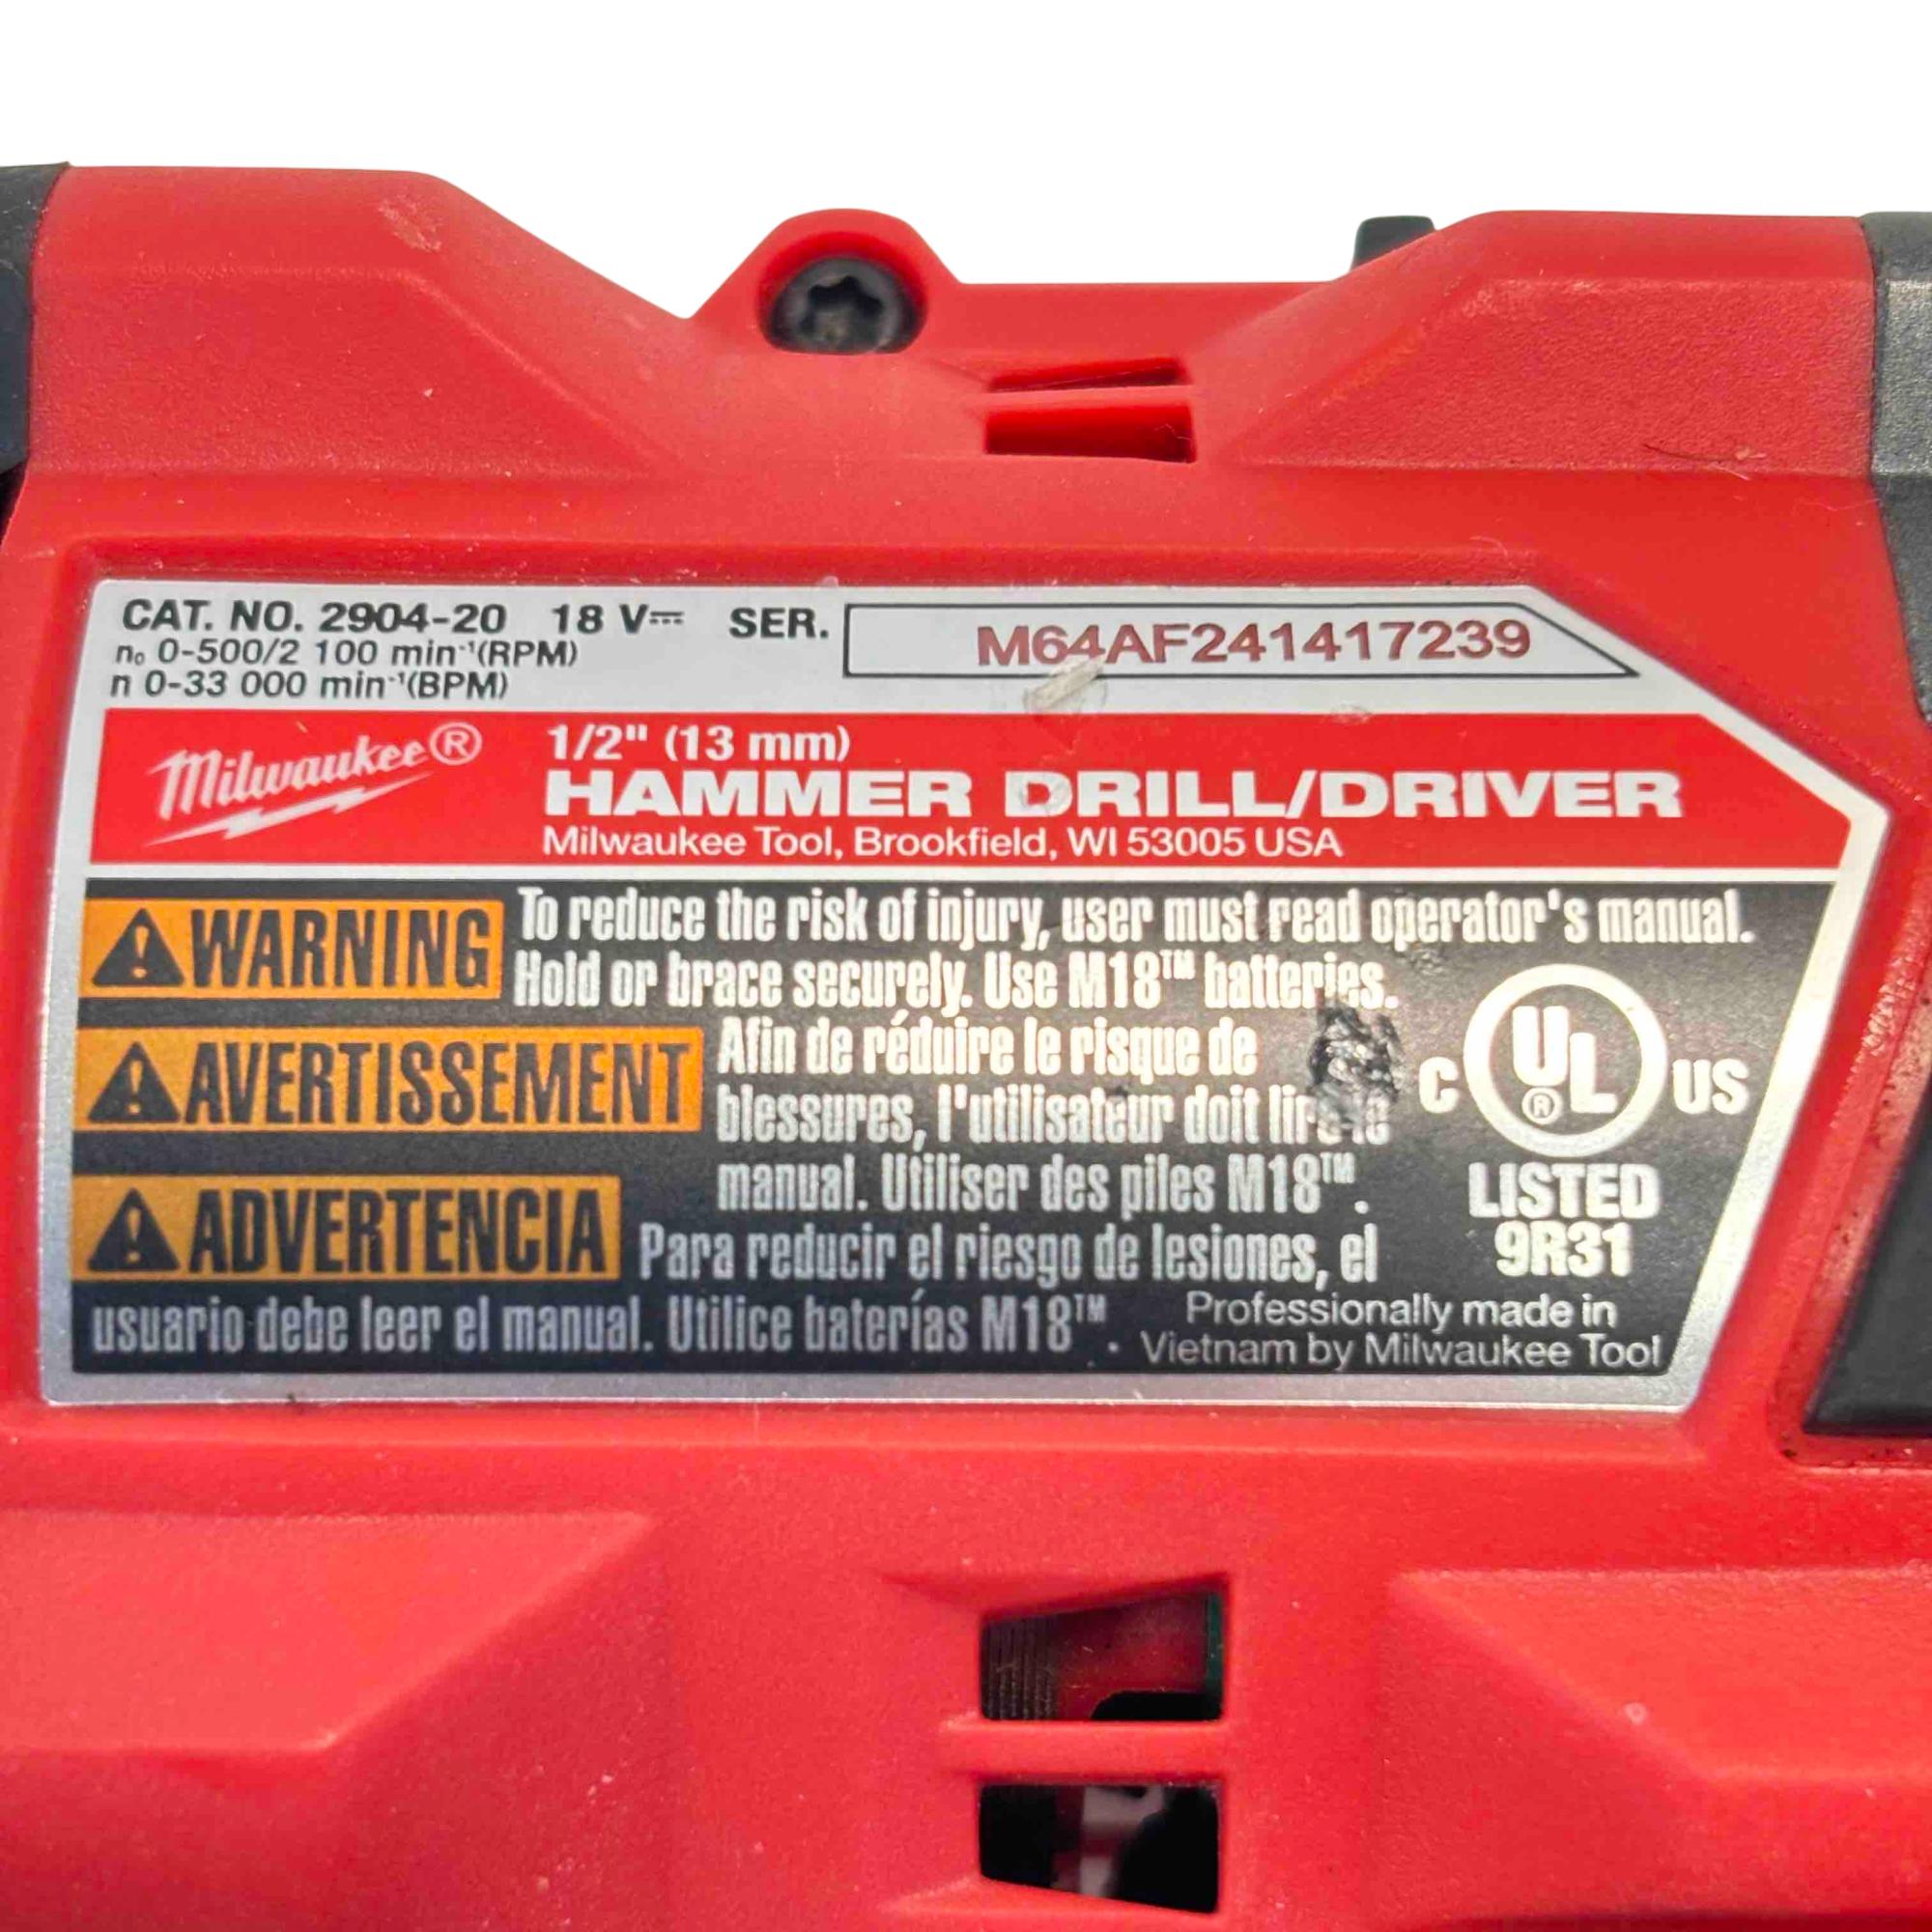 CAT. NO. 2904-20 18 V⎓ SER. M64AF241417239
n₀ 0-500/2 100 min⁻¹(RPM)
n 0-33 000 min⁻¹(BPM)
Milwaukee®
1/2" (13 mm)
HAMMER DRILL/DRIVER
Milwaukee Tool, Brookfield, WI 53005 USA
WARNING To reduce the risk of injury, user must read operator's manual.
Hold or brace securely. Use M18™ batteries.
AVERTISSEMENT Afin de réduire le risque de
blessures, l'utilisateur doit lire le
manual. Utiliser des piles M18™.
ADVERTENCIA Para reducir el riesgo de lesiones, el
usuario debe leer el manual. Utilice baterías M18™.
C UL® US
LISTED
9R31
Professionally made in
Vietnam by Milwaukee Tool